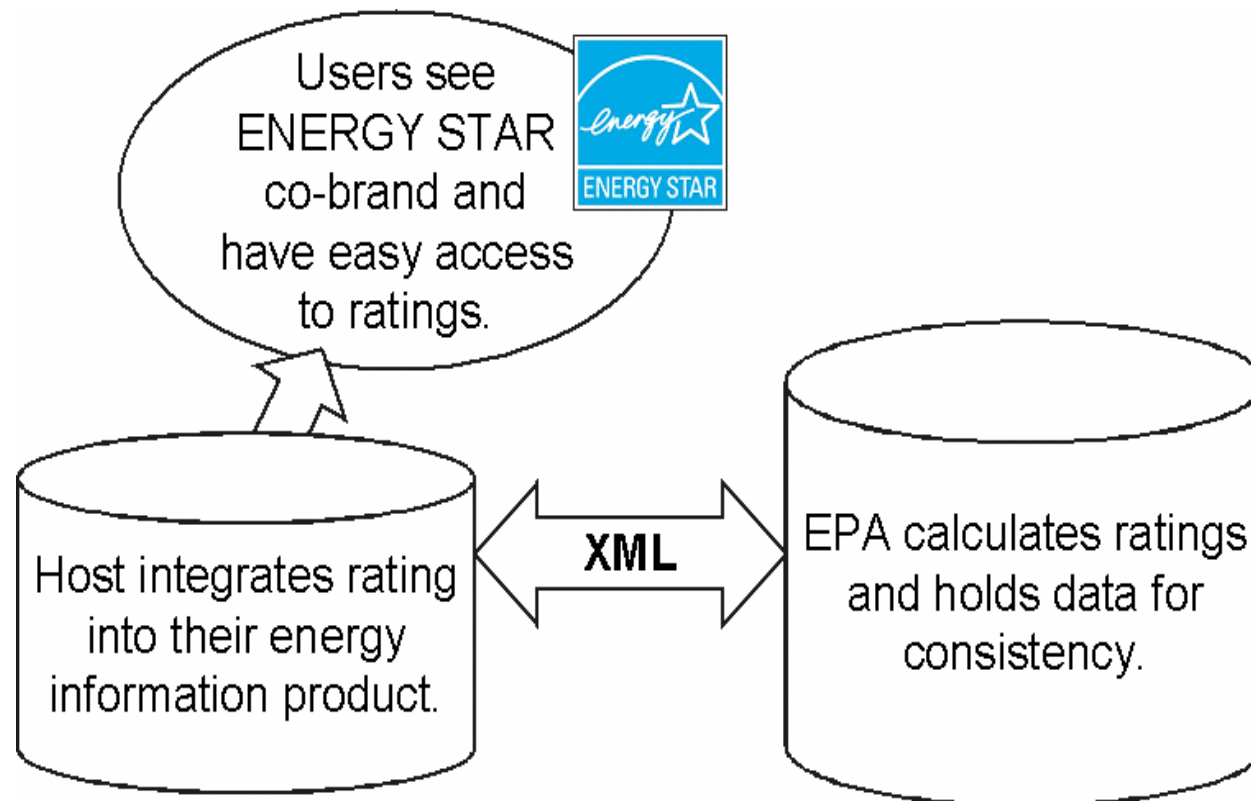 Users see
ENERGY STAR
co-brand and
have easy access
to ratings.
energy
ENERGY STAR
Host integrates rating
into their energy
information product.
XML
EPA calculates ratings
and holds data for
consistency.